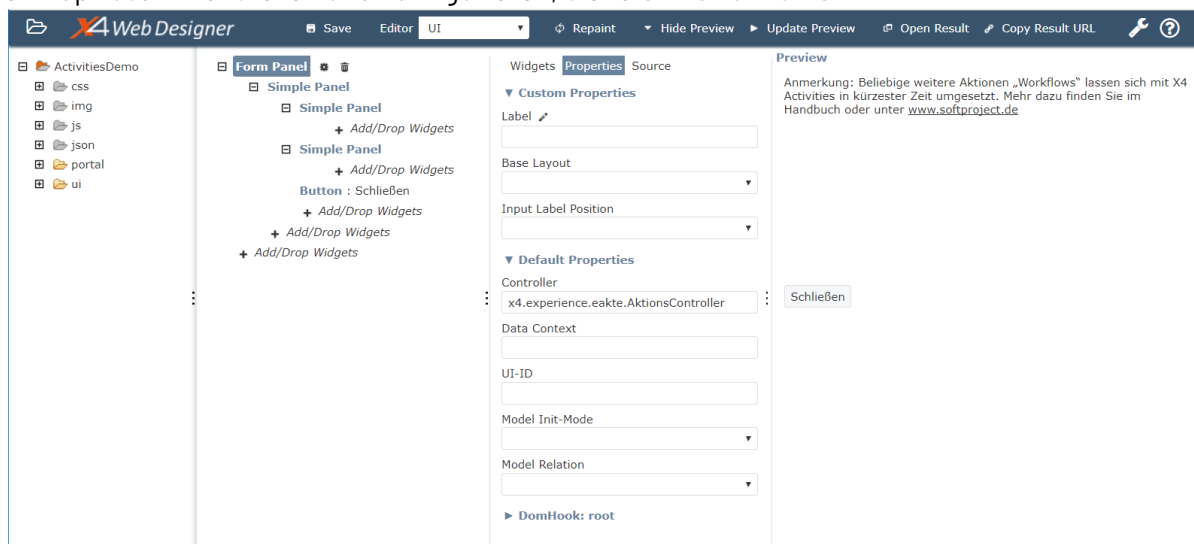 X4 Web Designer
Save
Editor
UI
Repaint
Hide Preview
Update Preview
Open Result
Copy Result URL
ActivitiesDemo
css
img
js
json
portal
ui
Form Panel
Simple Panel
Simple Panel
Add/Drop Widgets
Simple Panel
Add/Drop Widgets
Button : Schließen
Add/Drop Widgets
Add/Drop Widgets
Add/Drop Widgets
Widgets Properties Source
Custom Properties
Label
Base Layout
Input Label Position
Default Properties
Controller
x4.experience.eakte.AktionsController
Data Context
UI-ID
Model Init-Mode
Model Relation
DomHook: root
Preview
Anmerkung: Beliebige weitere Aktionen „Workflows“ lassen sich mit X4
Activities in kürzester Zeit umgesetzt. Mehr dazu finden Sie im
Handbuch oder unter www.softproject.de
Schließen